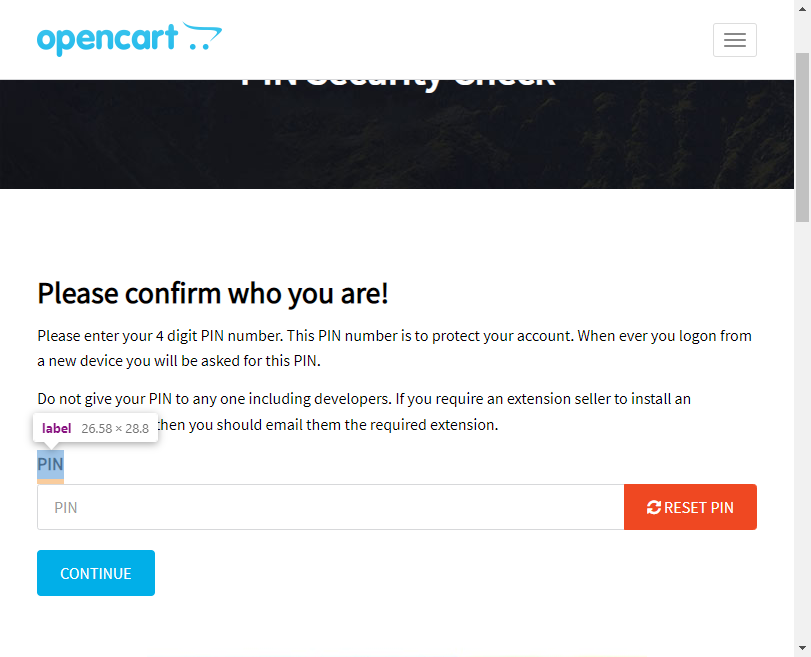 opencart
PIN Security Check
Please confirm who you are!
Please enter your 4 digit PIN number. This PIN number is to protect your account. When ever you logon from
a new device you will be asked for this PIN.
Do not give your PIN to any one including developers. If you require an extension seller to install an
then you should email them the required extension.
label 26.58 × 28.8
PIN
PIN
RESET PIN
CONTINUE